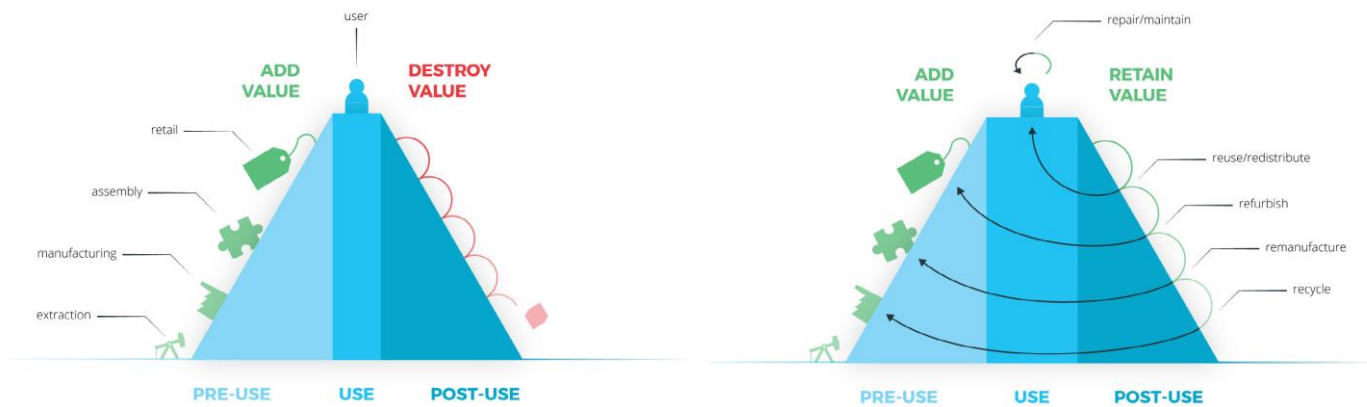 user
ADD
VALUE
DESTROY
VALUE
retail
assembly
manufacturing
extraction
PRE-USE
USE
POST-USE
repair/maintain
ADD
VALUE
RETAIN
VALUE
reuse/redistribute
refurbish
remanufacture
recycle
PRE-USE
USE
POST-USE